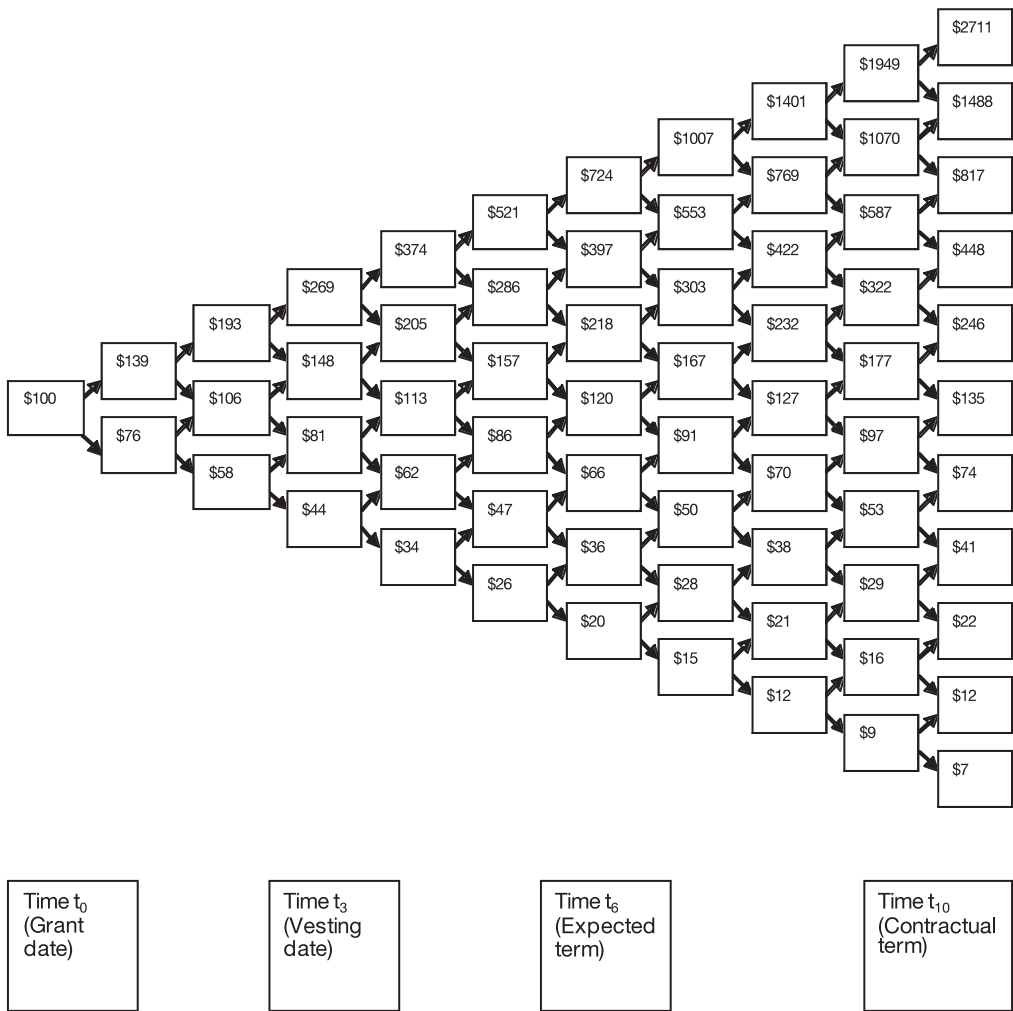 $2711
$1949
$1401 $1488
$1007 $1070
$724 $769 $817
$521 $553 $587
$374 $397 $422 $448
$269 $286 $303 $322
$193 $205 $218 $232 $246
$139 $148 $157 $167 $177
$100 $106 $113 $120 $127 $135
$76 $81 $86 $91 $97
$58 $62 $66 $70 $74
$44 $47 $50 $53
$34 $36 $38 $41
$26 $28 $29
$20 $21 $22
$15 $16
$12 $12
$9
$7
Time t0
(Grant
date)
Time t3
(Vesting
date)
Time t6
(Expected
term)
Time t10
(Contractual
term)